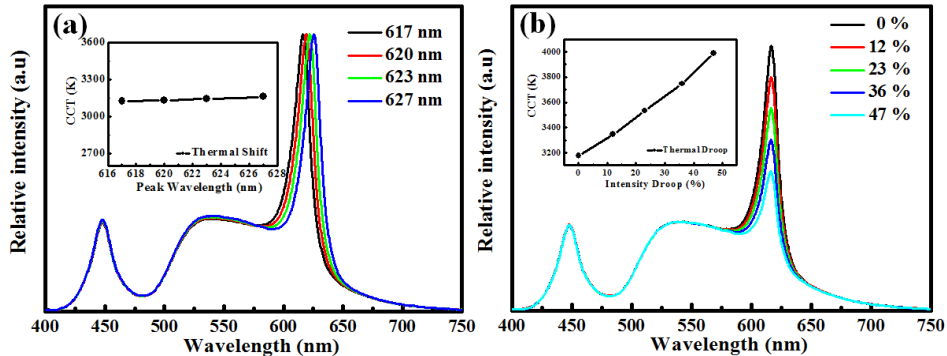 (a)
617 nm
620 nm
623 nm
627 nm
3600
3300
3000
2700
CCT
(K)
Thermal Shift
616 618 620 622 624 626 628
Peak Wavelength (nm)
Relative intensity (a.u)
400 450 500 550 600 650 700 750
Wavelength (nm)
(b)
0 %
12 %
23 %
36 %
47 %
4000
3800
3600
3400
3200
CCT
(K)
Thermal Droop
0 10 20 30 40 50
Intensity Droop (%)
Relative intensity (a.u)
400 450 500 550 600 650 700 750
Wavelength (nm)